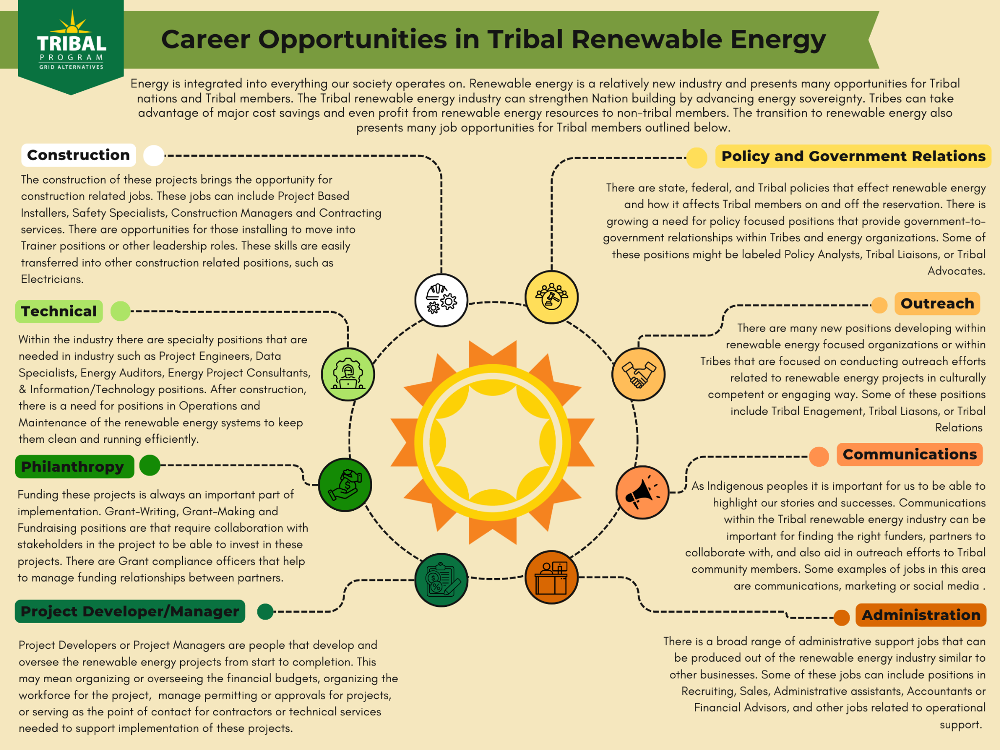 TRIBAL
PROGRAM
GRID ALTERNATIVES
Career Opportunities in Tribal Renewable Energy
Energy is integrated into everything our society operates on. Renewable energy is a relatively new industry and presents many opportunities for Tribal
nations and Tribal members. The Tribal renewable energy industry can strengthen Nation building by advancing energy sovereignty. Tribes can take
advantage of major cost savings and even profit from renewable energy resources to non-tribal members. The transition to renewable energy also
presents many job opportunities for Tribal members outlined below.
Construction
The construction of these projects brings the opportunity for
construction related jobs. These jobs can include Project Based
Installers, Safety Specialists, Construction Managers and Contracting
services. There are opportunities for those installing to move into
Trainer positions or other leadership roles. These skills are easily
transferred into other construction related positions, such as
Electricians.
Technical
Within the industry there are specialty positions that are
needed in industry such as Project Engineers, Data
Specialists, Energy Auditors, Energy Project Consultants,
& Information/Technology positions. After construction,
there is a need for positions in Operations and
Maintenance of the renewable energy systems to keep
them clean and running efficiently.
Philanthropy
Funding these projects is always an important part of
implementation. Grant-Writing, Grant-Making and
Fundraising positions are that require collaboration with
stakeholders in the project to be able to invest in these
projects. There are Grant compliance officers that help
to manage funding relationships between partners.
Project Developer/Manager
Project Developers or Project Managers are people that develop and
oversee the renewable energy projects from start to completion. This
may mean organizing or overseeing the financial budgets, organizing the
workforce for the project, manage permitting or approvals for projects,
or serving as the point of contact for contractors or technical services
needed to support implementation of these projects.
Policy and Government Relations
There are state, federal, and Tribal policies that effect renewable energy
and how it affects Tribal members on and off the reservation. There is
growing a need for policy focused positions that provide government-to-
government relationships within Tribes and energy organizations. Some of
these positions might be labeled Policy Analysts, Tribal Liaisons, or Tribal
Advocates.
Outreach
There are many new positions developing within
renewable energy focused organizations or within
Tribes that are focused on conducting outreach efforts
related to renewable energy projects in culturally
competent or engaging way. Some of these positions
include Tribal Enagement, Tribal Liasons, or Tribal
Relations
Communications
As Indigenous peoples it is important for us to be able to
highlight our stories and successes. Communications
within the Tribal renewable energy industry can be
important for finding the right funders, partners to
collaborate with, and also aid in outreach efforts to Tribal
community members. Some examples of jobs in this area
are communications, marketing or social media .
Administration
There is a broad range of administrative support jobs that can
be produced out of the renewable energy industry similar to
other businesses. Some of these jobs can include positions in
Recruiting, Sales, Administrative assistants, Accountants or
Financial Advisors, and other jobs related to operational
support.
$
$
%